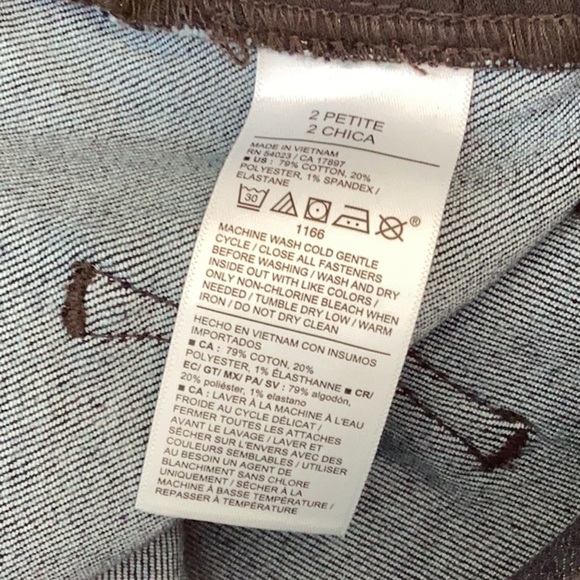 2 PETITE
2 CHICA
MADE IN VIETNAM
RN 54023 / CA 17897
■ US : 79% COTTON, 20%
POLYESTER, 1% SPANDEX /
ELASTANE
30
®
1166
MACHINE WASH COLD GENTLE
CYCLE / CLOSE ALL FASTENERS
BEFORE WASHING / WASH AND DRY
INSIDE OUT WITH LIKE COLORS /
ONLY NON-CHLORINE BLEACH WHEN
NEEDED / TUMBLE DRY LOW / WARM
IRON / DO NOT DRY CLEAN
HECHO EN VIETNAM CON INSUMOS
IMPORTADOS
■ CA : 79% COTON, 20%
POLYESTER, 1% ÉLASTHANNE ■ CR/
EC/ GT/ MX/ PA/ SV : 79% algodón,
20% poliéster, 1% elastano
■ CA : LAVER À LA MACHINE À L'EAU
FROIDE AU CYCLE DÉLICAT /
FERMER TOUTES LES ATTACHES
AVANT LE LAVAGE / LAVER ET
SÉCHER SUR L'ENVERS AVEC DES
COULEURS SEMBLABLES / UTILISER
AU BESOIN UN AGENT DE
BLANCHIMENT SANS CHLORE
UNIQUEMENT / SÉCHER À LA
MACHINE À BASSE TEMPÉRATURE /
REPASSER À TEMPÉRATURE